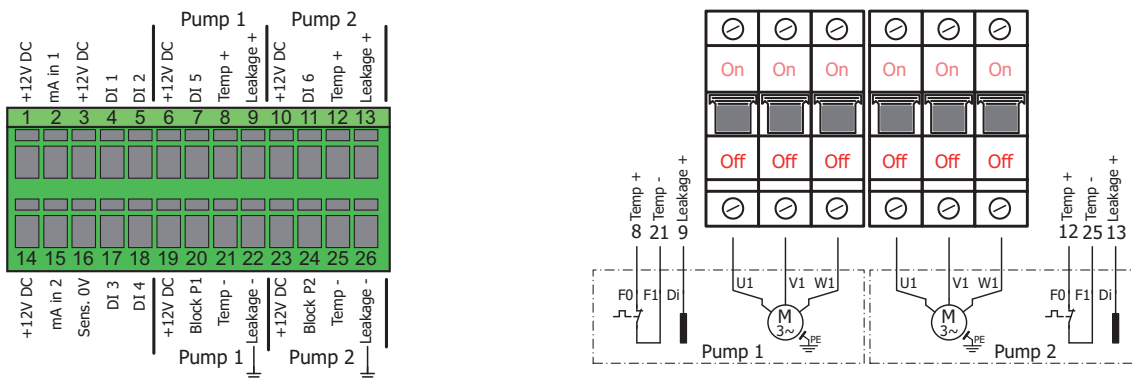 Pump 1 Pump 2
+12V DC
mA in 1
+12V DC
DI 1
DI 2
+12V DC
DI 5
Temp +
Leakage +
+12V DC
DI 6
Temp +
Leakage +
1 2 3 4 5 6 7 8 9 10 11 12 13
14 15 16 17 18 19 20 21 22 23 24 25 26
+12V DC
mA in 2
Sens. 0V
DI 3
DI 4
+12V DC
Block P1
Temp -
Leakage -
+12V DC
Block P2
Temp -
Leakage -
Pump 1 Pump 2
On On On On On On
Off Off Off Off Off Off
Temp +
Temp -
Leakage +
8 21 9
Temp +
Temp -
Leakage +
12 25 13
U1 V1 W1
U1 V1 W1
F0 F1 Di
F0 F1 Di
M
3~
PE
M
3~
PE
Pump 1
Pump 2